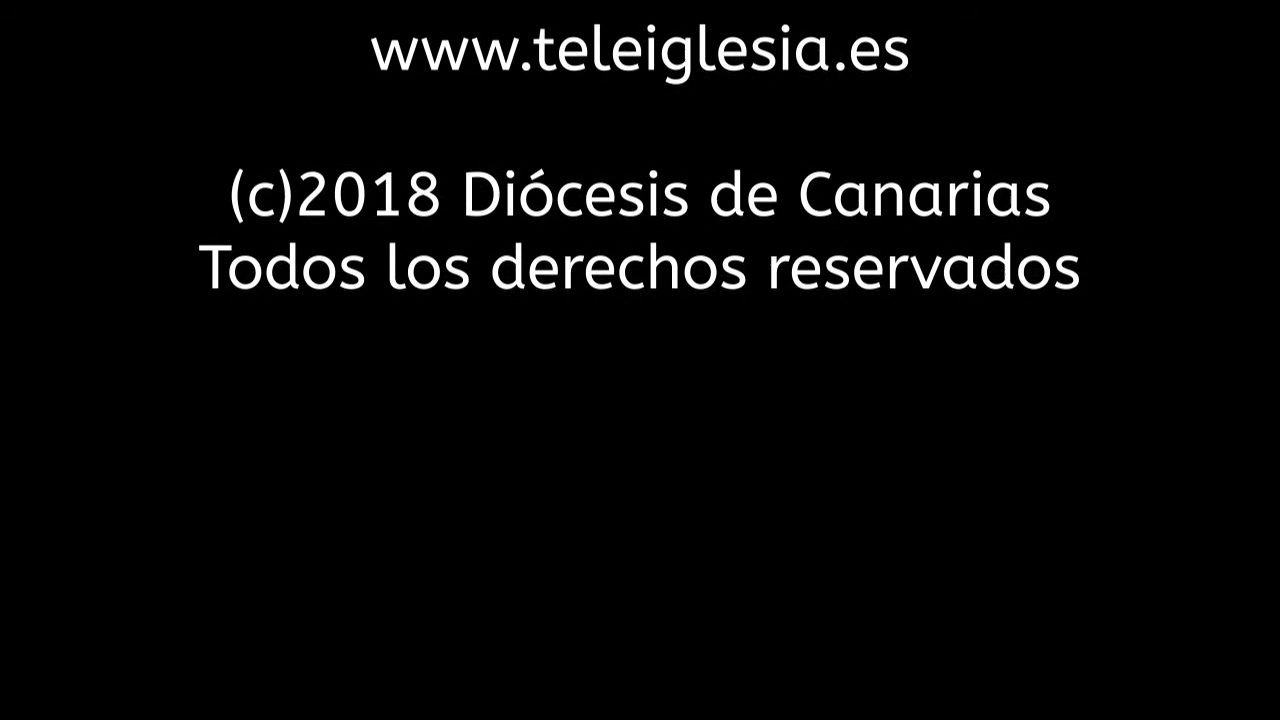 www.teleiglesia.es
(c)2018 Diócesis de Canarias
Todos los derechos reservados